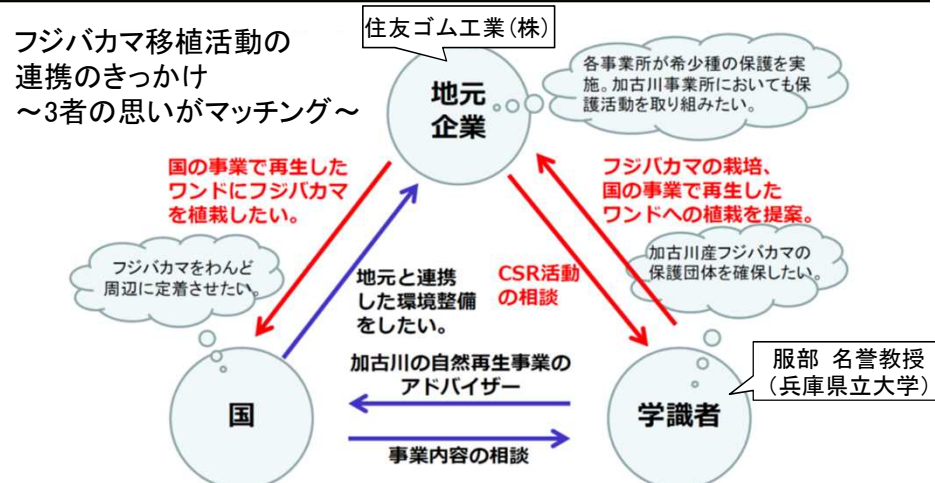 フジバカマ移植活動の
連携のきっかけ
～3者の思いがマッチング～
住友ゴム工業(株)
地元
企業
各事業所が希少種の保護を実
施。加古川事業所においても保
護活動を取り組みたい。
国の事業で再生した
ワンドにフジバカマ
を植栽したい。
フジバカマの栽培、
国の事業で再生した
ワンドへの植栽を提案。
フジバカマをわんど
周辺に定着させたい。
地元と連携
した環境整備
をしたい。
CSR活動
の相談
加古川産フジバカマの
保護団体を確保したい。
加古川の自然再生事業の
アドバイザー
国
学識者
服部 名誉教授
(兵庫県立大学)
事業内容の相談